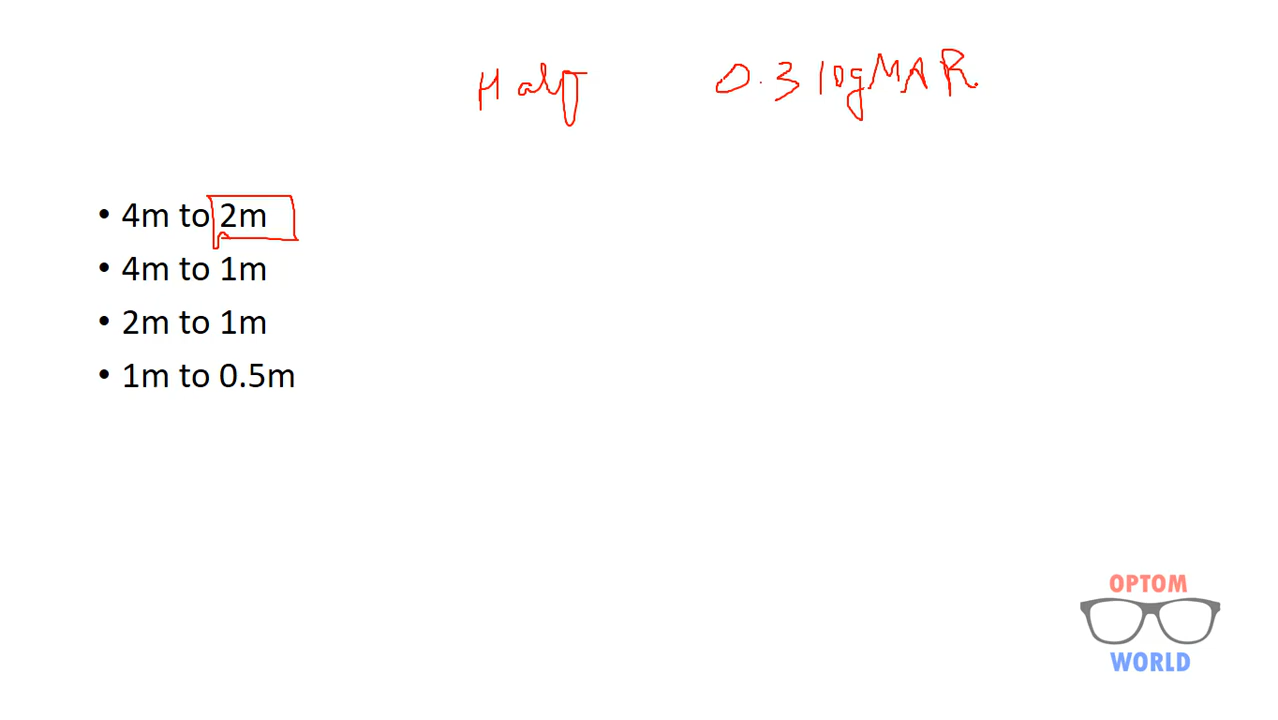 Half 0.3 logMAR
• 4m to 2m
• 4m to 1m
• 2m to 1m
• 1m to 0.5m
OPTOM
WORLD